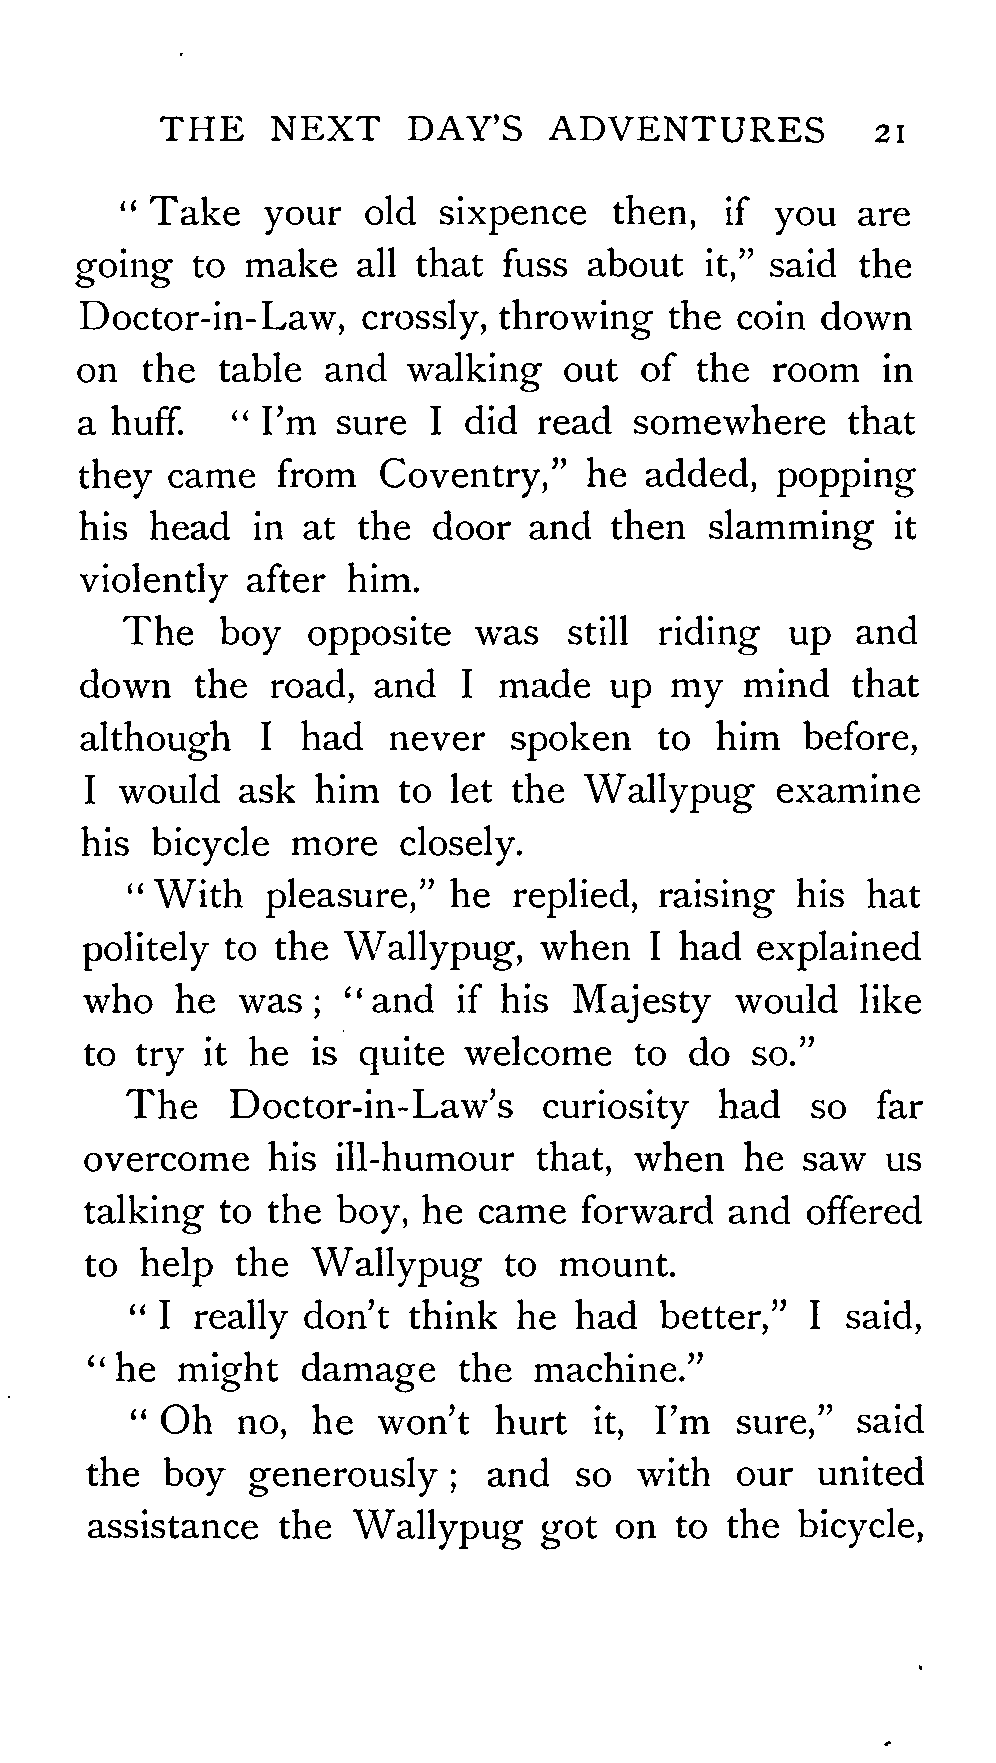 THE NEXT DAY'S ADVENTURES 21
" Take your old sixpence then, if you are
going to make all that fuss about it," said the
Doctor-in-Law, crossly, throwing the coin down
on the table and walking out of the room in
a huff. " I'm sure I did read somewhere that
they came from Coventry," he added, popping
his head in at the door and then slamming it
violently after him.
The boy opposite was still riding up and
down the road, and I made up my mind that
although I had never spoken to him before,
I would ask him to let the Wallypug examine
his bicycle more closely.
" With pleasure," he replied, raising his hat
politely to the Wallypug, when I had explained
who he was ; " and if his Majesty would like
to try it he is quite welcome to do so."
The Doctor-in-Law's curiosity had so far
overcome his ill-humour that, when he saw us
talking to the boy, he came forward and offered
to help the Wallypug to mount.
" I really don't think he had better," I said,
" he might damage the machine."
" Oh no, he won't hurt it, I'm sure," said
the boy generously ; and so with our united
assistance the Wallypug got on to the bicycle,